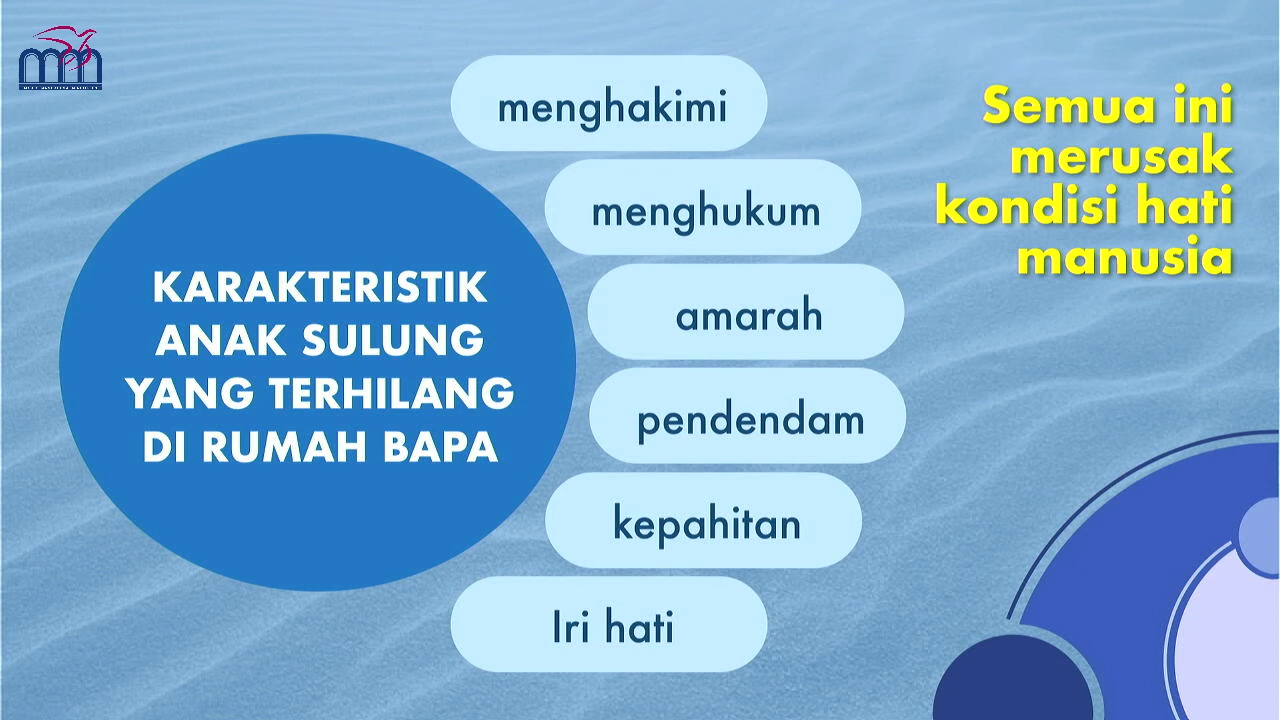 KARAKTERISTIK
ANAK SULUNG
YANG TERHILANG
DI RUMAH BAPA
menghakimi
menghukum
amarah
pendendam
kepahitan
Iri hati
Semua ini
merusak
kondisi hati
manusia